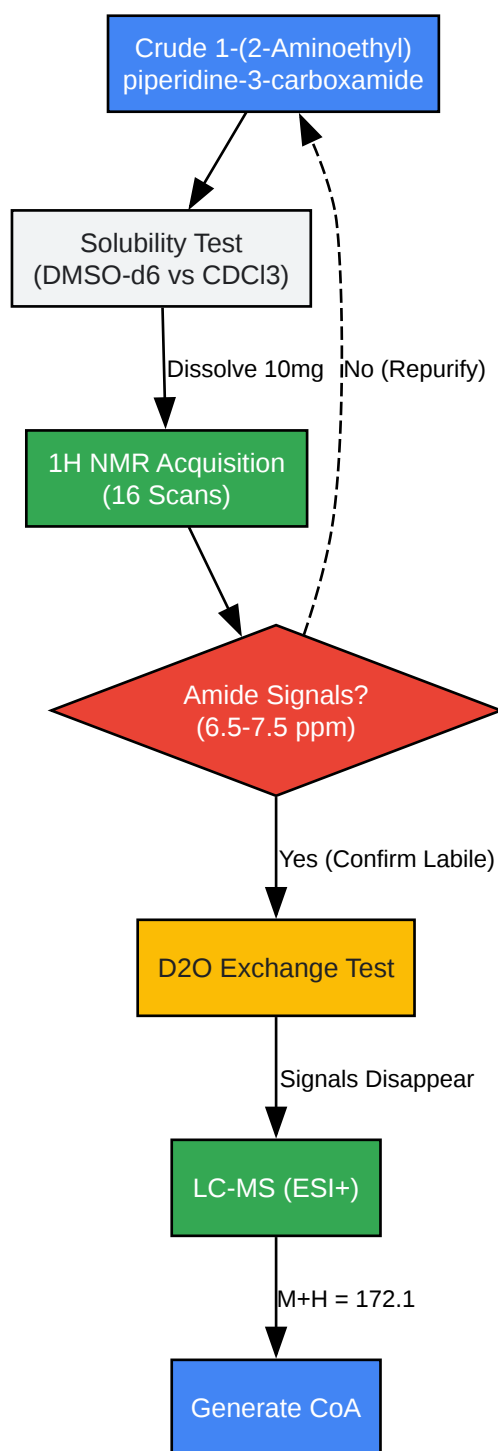 Crude 1-(2-Aminoethyl)
piperidine-3-carboxamide
Solubility Test
(DMSO-d6 vs CDCl3)
Dissolve 10mg
No (Repurify)
1H NMR Acquisition
(16 Scans)
Amide Signals?
(6.5-7.5 ppm)
Yes (Confirm Labile)
D2O Exchange Test
Signals Disappear
LC-MS (ESI+)
M+H = 172.1
Generate CoA